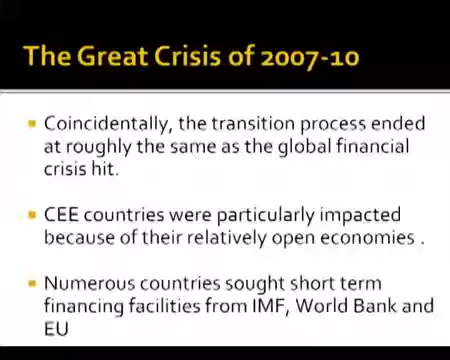 The Great Crisis of 2007-10
Coincidentally, the transition process ended
at roughly the same as the global financial
crisis hit.
CEE countries were particularly impacted
because of their relatively open economies .
Numerous countries sought short term
financing facilities from IMF, World Bank and
EU